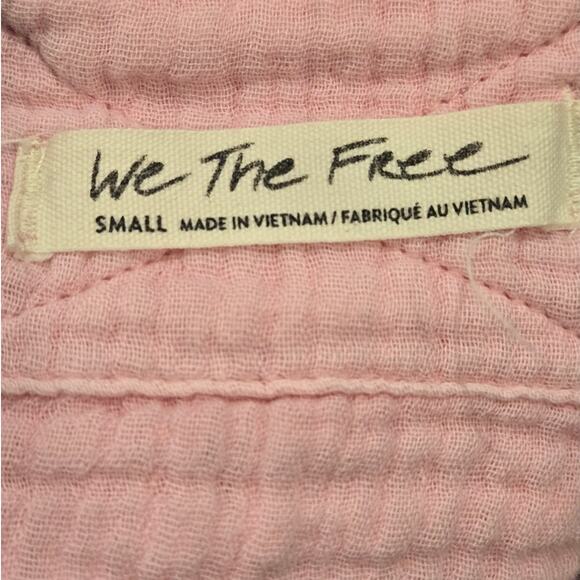 We The Free
SMALL MADE IN VIETNAM / FABRIQUÉ AU VIETNAM